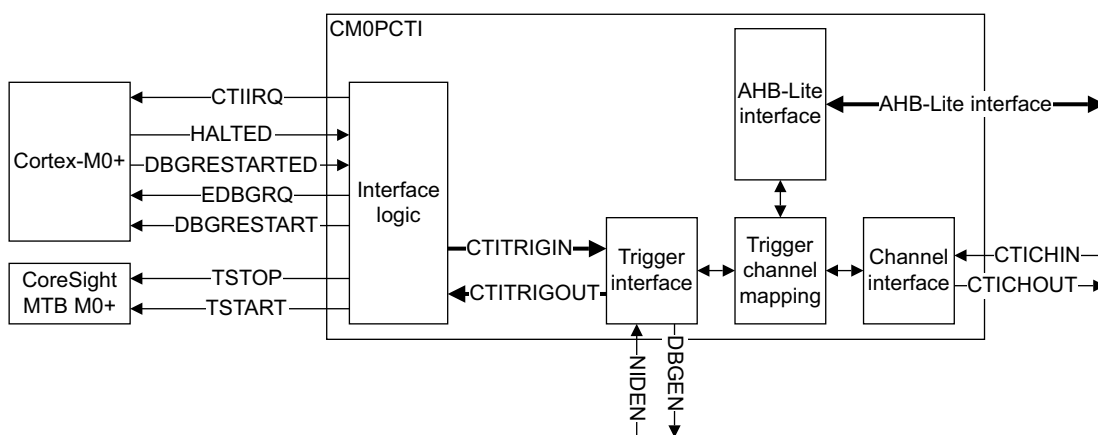 CM0PCTI
Cortex-M0+
CTIIRQ
HALTED
DBGRESTARTED
EDBGRQ
DBGRESTART
CoreSight
MTB M0+
TSTOP
TSTART
Interface
logic
CTITRIGIN
CTITRIGOUT
Trigger
interface
NIDEN
DBGEN
AHB-Lite
interface
AHB-Lite interface
Trigger
channel
mapping
Channel
interface
CTICHIN
CTICHOUT